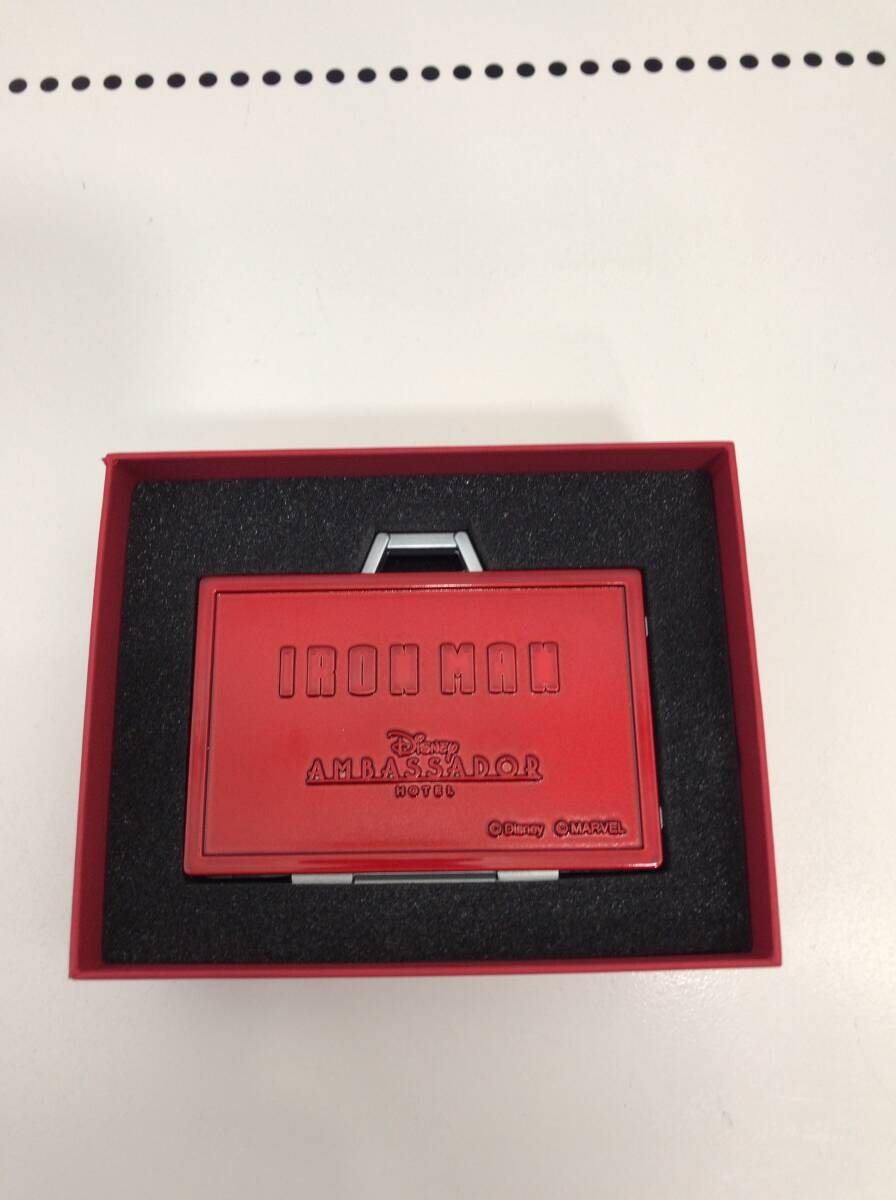 IRON MAN
Disney
AMBASSADOR
HOTEL
© Disney © MARVEL